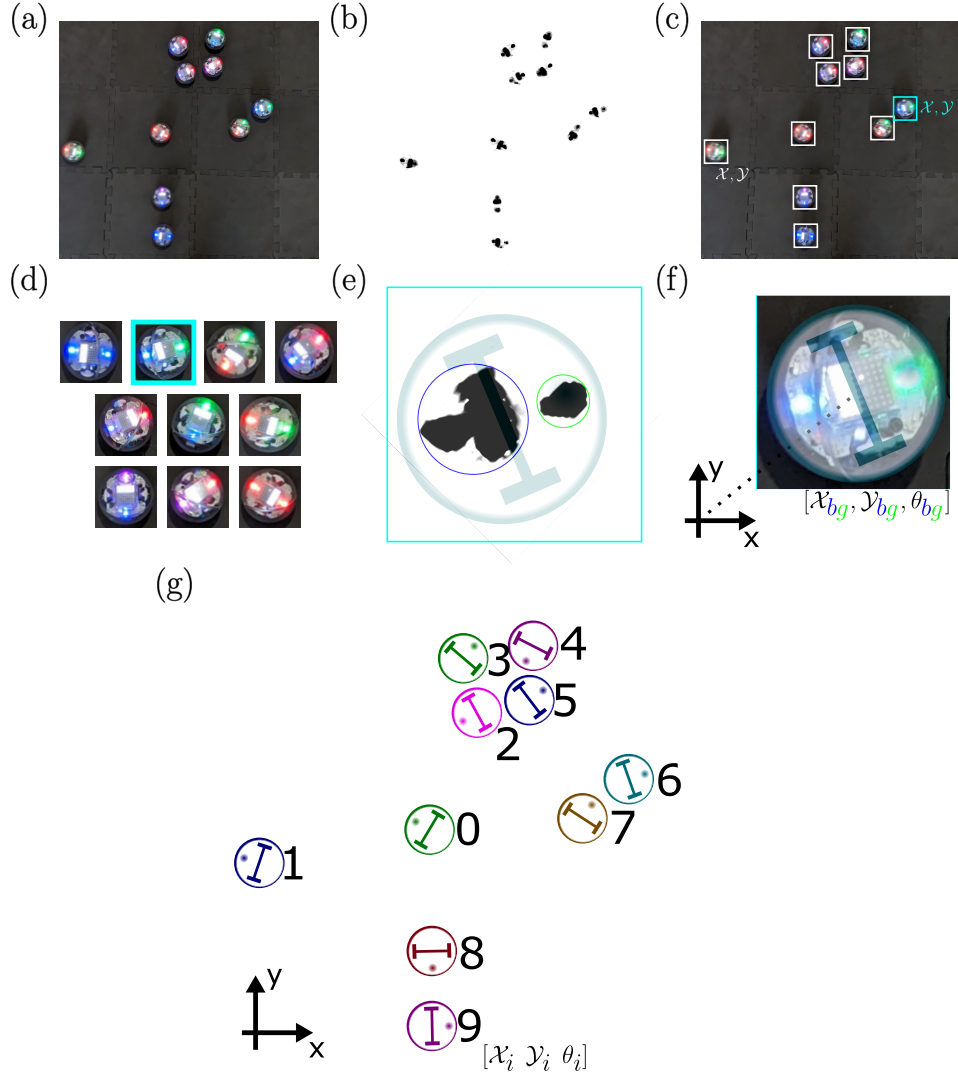 (a)
(b)
(c)
𝒳, 𝒴
𝒳, 𝒴
(d)
(e)
(f)
y
x
[𝒳bg, 𝒴bg, θbg]
(g)
3
4
2
5
6
7
0
1
8
9
y
x
[𝒳i 𝒴i θi]